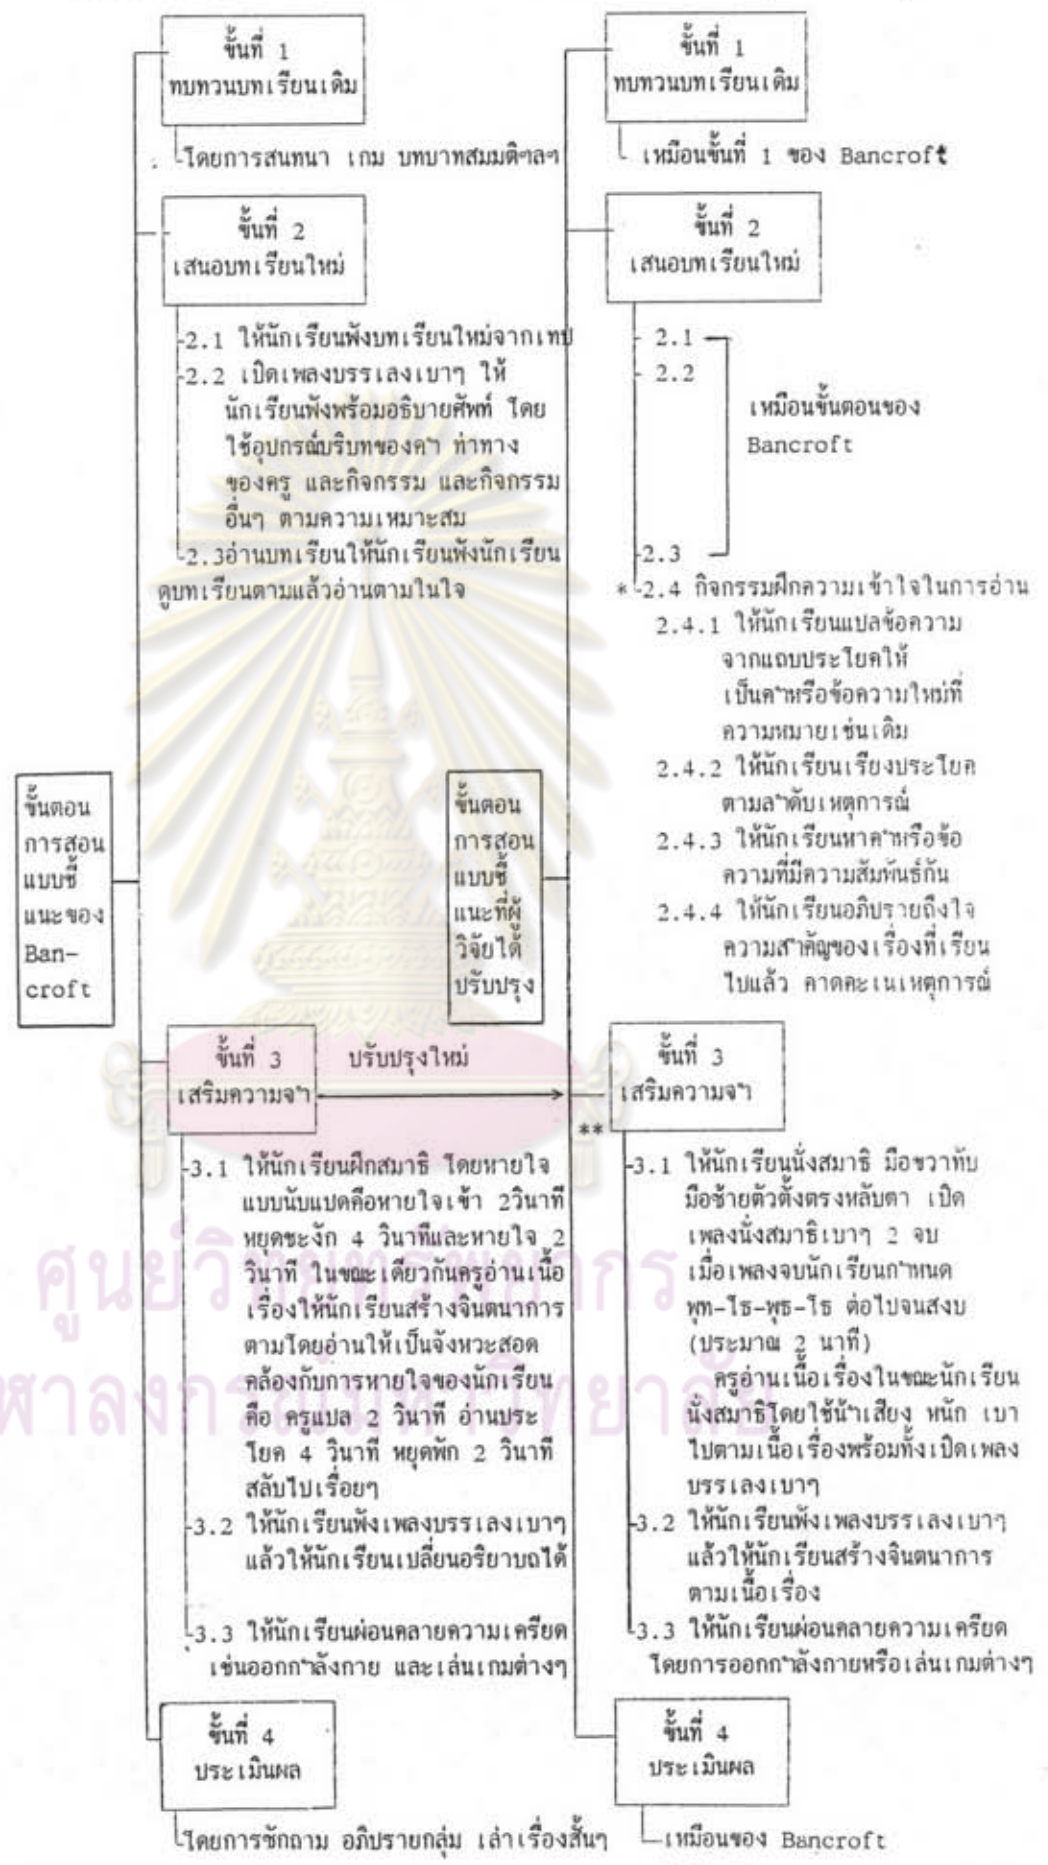 ขั้นที่ 1
ทบทวนบทเรียนเดิม
โดยการสนทนา เกม บทบาทสมมติฯลฯ
ขั้นที่ 2
เสนอบทเรียนใหม่
2.1 ให้นักเรียนฟังบทเรียนใหม่จากเทป
2.2 เปิดเพลงบรรเลงเบาๆ ให้
นักเรียนฟังพร้อมอธิบายศัพท์ โดย
ใช้อุปกรณ์บริบทของคำ ท่าทาง
ของครู และกิจกรรม และกิจกรรม
อื่นๆ ตามความเหมาะสม
2.3อ่านบทเรียนให้นักเรียนฟังนักเรียน
ดูบทเรียนตามแล้วอ่านตามในใจ
ขั้นตอน
การสอน
แบบชี้
แนะของ
Ban-
croft
ขั้นที่ 3
เสริมความจำ
ปรับปรุงใหม่
3.1 ให้นักเรียนฝึกสมาธิ โดยหายใจ
แบบนับแปดคือหายใจเข้า 2วินาที
หยุดชะงัก 4 วินาทีและหายใจ 2
วินาที ในขณะเดียวกันครูอ่านเนื้อ
เรื่องให้นักเรียนสร้างจินตนาการ
ตามโดยอ่านให้เป็นจังหวะสอด
คล้องกับการหายใจของนักเรียน
คือ ครูแปล 2 วินาที อ่านประ
โยค 4 วินาที หยุดพัก 2 วินาที
สลับไปเรื่อยๆ
3.2 ให้นักเรียนฟังเพลงบรรเลงเบาๆ
แล้วให้นักเรียนเปลี่ยนอริยาบถได้
3.3 ให้นักเรียนผ่อนคลายความเครียด
เช่นออกกำลังกาย และเล่นเกมต่างๆ
ขั้นที่ 4
ประเมินผล
โดยการซักถาม อภิปรายกลุ่ม เล่าเรื่องสั้นๆ
ขั้นที่ 1
ทบทวนบทเรียนเดิม
เหมือนขั้นที่ 1 ของ Bancroft
ขั้นที่ 2
เสนอบทเรียนใหม่
2.1
2.2
เหมือนขั้นตอนของ
Bancroft
2.3
*2.4 กิจกรรมฝึกความเข้าใจในการอ่าน
2.4.1 ให้นักเรียนแปลข้อความ
จากแถบประโยคให้
เป็นคำหรือข้อความใหม่ที่
ความหมายเช่นเดิม
2.4.2 ให้นักเรียนเรียงประโยค
ตามลำดับเหตุการณ์
2.4.3 ให้นักเรียนหาคำหรือข้อ
ความที่มีความสัมพันธ์กัน
2.4.4 ให้นักเรียนอภิปรายถึงใจ
ความสำคัญของเรื่องที่เรียน
ไปแล้ว คาดคะเนเหตุการณ์
ขั้นตอน
การสอน
แบบชี้
แนะที่ผู้
วิจัยได้
ปรับปรุง
ขั้นที่ 3
เสริมความจำ
**
3.1 ให้นักเรียนนั่งสมาธิ มือขวาทับ
มือซ้ายตัวตั้งตรงหลับตา เปิด
เพลงนั่งสมาธิเบาๆ 2 จบ
เมื่อเพลงจบนักเรียนกำหนด
พุท-โธ-พุธ-โธ ต่อไปจนสงบ
(ประมาณ 2 นาที)
ครูอ่านเนื้อเรื่องในขณะนักเรียน
นั่งสมาธิโดยใช้น้ำเสียง หนัก เบา
ไปตามเนื้อเรื่องพร้อมทั้งเปิดเพลง
บรรเลงเบาๆ
3.2 ให้นักเรียนฟังเพลงบรรเลงเบาๆ
แล้วให้นักเรียนสร้างจินตนาการ
ตามเนื้อเรื่อง
3.3 ให้นักเรียนผ่อนคลายความเครียด
โดยการออกกำลังกายหรือเล่นเกมต่างๆ
ขั้นที่ 4
ประเมินผล
เหมือนของ Bancroft
ศูนย์วิทยทรัพยากร
ฬาลงกรณ์มหาวิทยาลัย